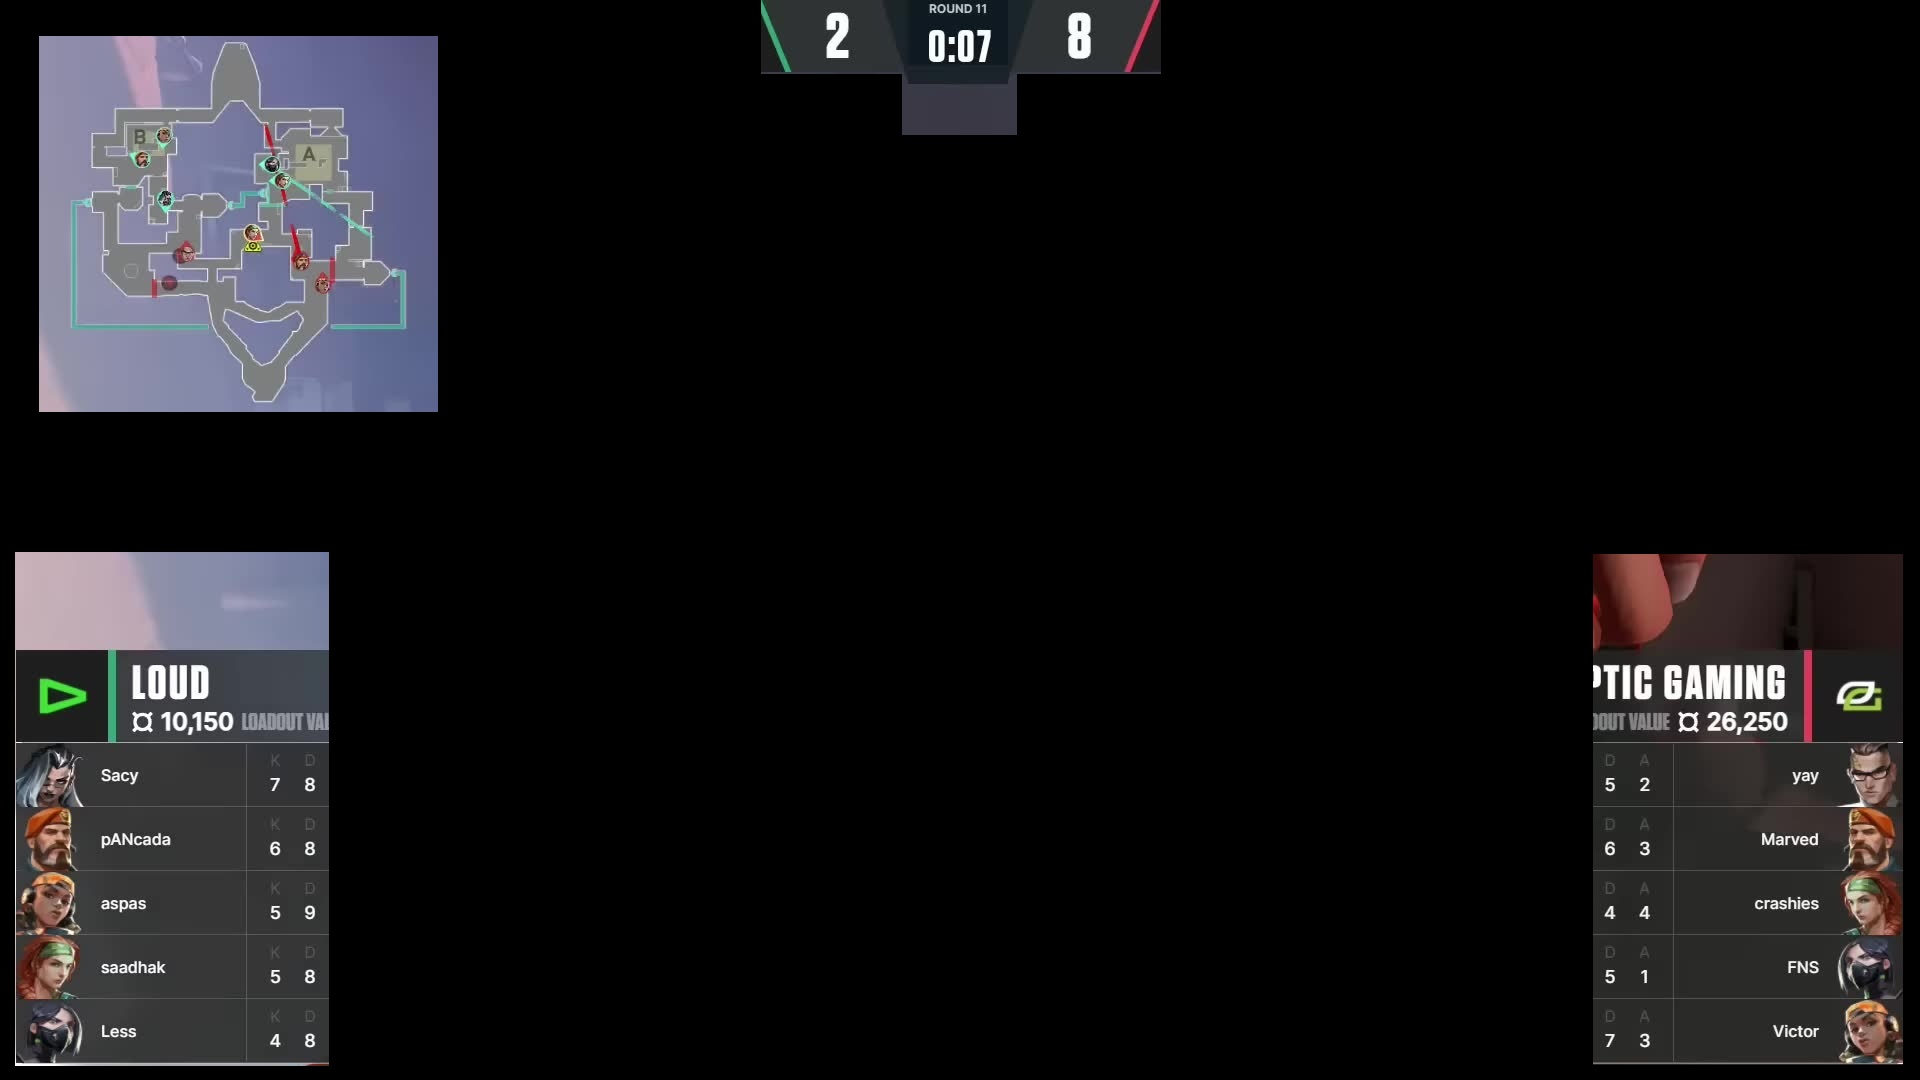 ROUND 11
2 0:07 8
B
A
LOUD
10,150 LOADOUT VAL
K D
Sacy 7 8
K D
pANcada 6 8
K D
aspas 5 9
K D
saadhak 5 8
K D
Less 4 8
PTIC GAMING
DOUT VALUE 26,250
D A
5 2 yay
D A
6 3 Marved
D A
4 4 crashies
D A
5 1 FNS
D A
7 3 Victor